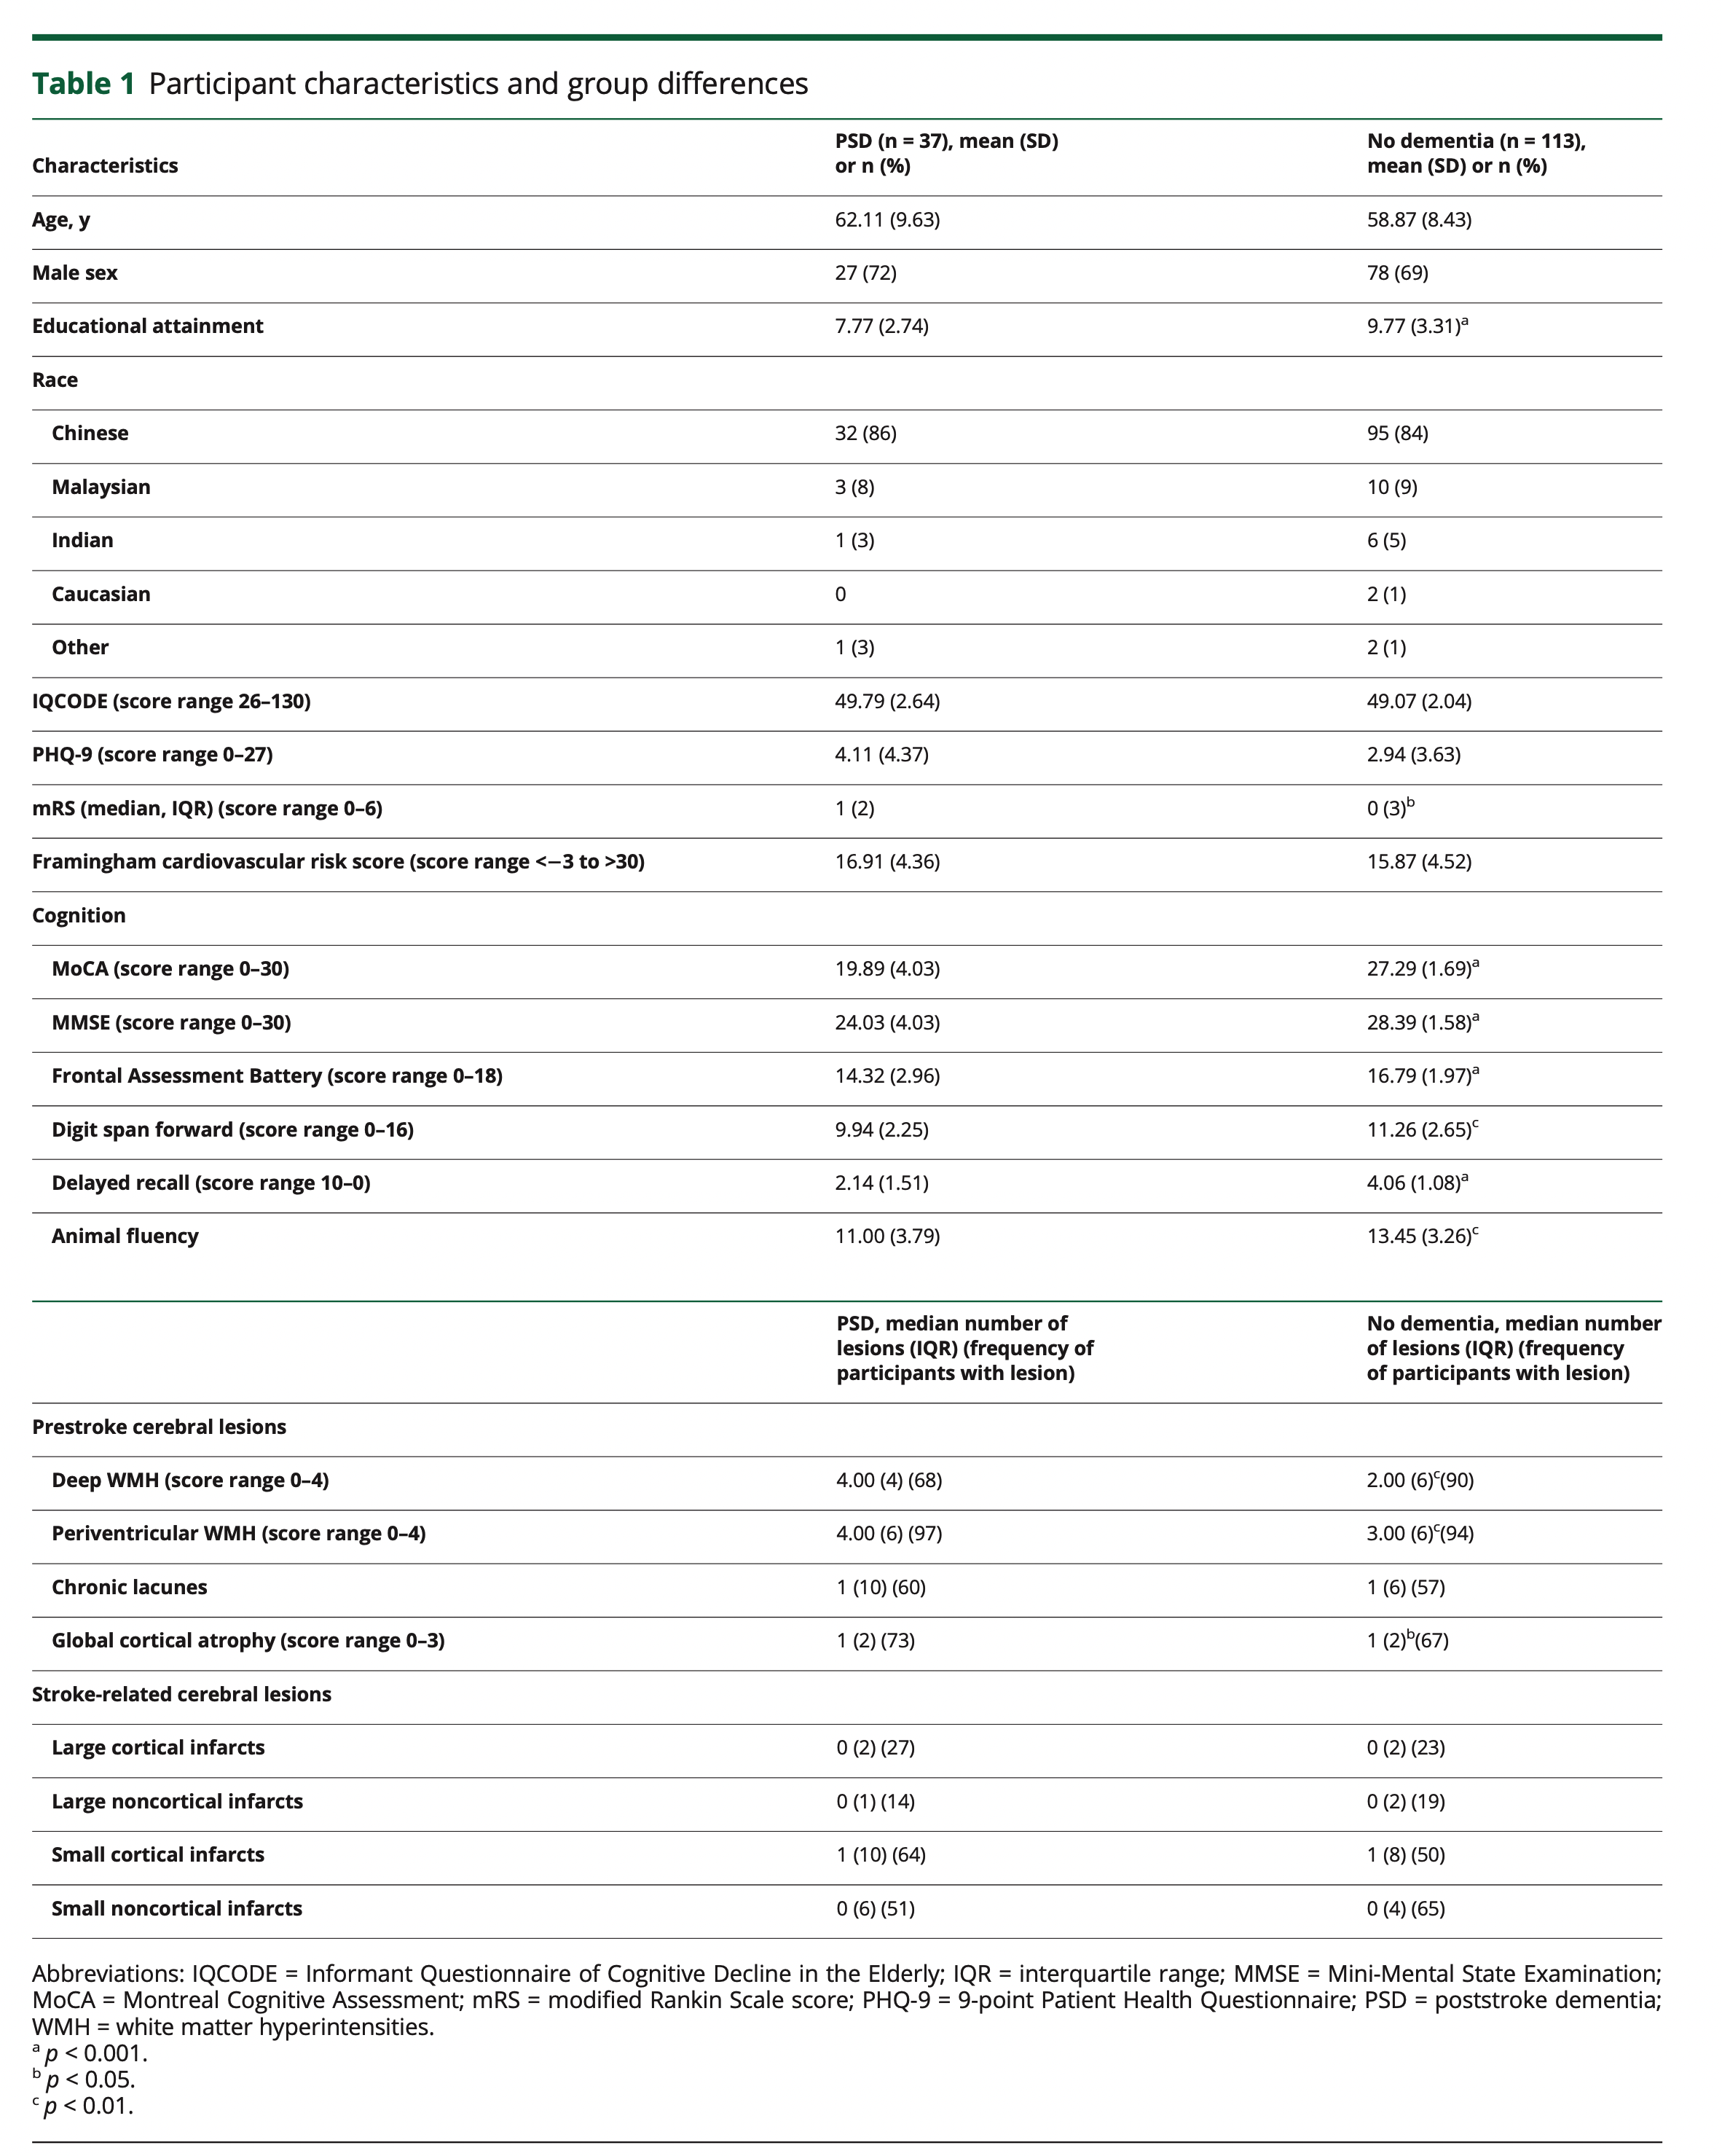 Table 1 Participant characteristics and group differences
Characteristics PSD (n = 37), mean (SD) or n (%) No dementia (n = 113), mean (SD) or n (%)
Age, y 62.11 (9.63) 58.87 (8.43)
Male sex 27 (72) 78 (69)
Educational attainment 7.77 (2.74) 9.77 (3.31)a
Race
Chinese 32 (86) 95 (84)
Malaysian 3 (8) 10 (9)
Indian 1 (3) 6 (5)
Caucasian 0 2 (1)
Other 1 (3) 2 (1)
IQCODE (score range 26–130) 49.79 (2.64) 49.07 (2.04)
PHQ-9 (score range 0–27) 4.11 (4.37) 2.94 (3.63)
mRS (median, IQR) (score range 0–6) 1 (2) 0 (3)b
Framingham cardiovascular risk score (score range <−3 to >30) 16.91 (4.36) 15.87 (4.52)
Cognition
MoCA (score range 0–30) 19.89 (4.03) 27.29 (1.69)a
MMSE (score range 0–30) 24.03 (4.03) 28.39 (1.58)a
Frontal Assessment Battery (score range 0–18) 14.32 (2.96) 16.79 (1.97)a
Digit span forward (score range 0–16) 9.94 (2.25) 11.26 (2.65)c
Delayed recall (score range 10–0) 2.14 (1.51) 4.06 (1.08)a
Animal fluency 11.00 (3.79) 13.45 (3.26)c
PSD, median number of lesions (IQR) (frequency of participants with lesion) No dementia, median number of lesions (IQR) (frequency of participants with lesion)
Prestroke cerebral lesions
Deep WMH (score range 0–4) 4.00 (4) (68) 2.00 (6)c(90)
Periventricular WMH (score range 0–4) 4.00 (6) (97) 3.00 (6)c(94)
Chronic lacunes 1 (10) (60) 1 (6) (57)
Global cortical atrophy (score range 0–3) 1 (2) (73) 1 (2)b(67)
Stroke-related cerebral lesions
Large cortical infarcts 0 (2) (27) 0 (2) (23)
Large noncortical infarcts 0 (1) (14) 0 (2) (19)
Small cortical infarcts 1 (10) (64) 1 (8) (50)
Small noncortical infarcts 0 (6) (51) 0 (4) (65)
Abbreviations: IQCODE = Informant Questionnaire of Cognitive Decline in the Elderly; IQR = interquartile range; MMSE = Mini-Mental State Examination;
MoCA = Montreal Cognitive Assessment; mRS = modified Rankin Scale score; PHQ-9 = 9-point Patient Health Questionnaire; PSD = poststroke dementia;
WMH = white matter hyperintensities.
a p < 0.001.
b p < 0.05.
c p < 0.01.